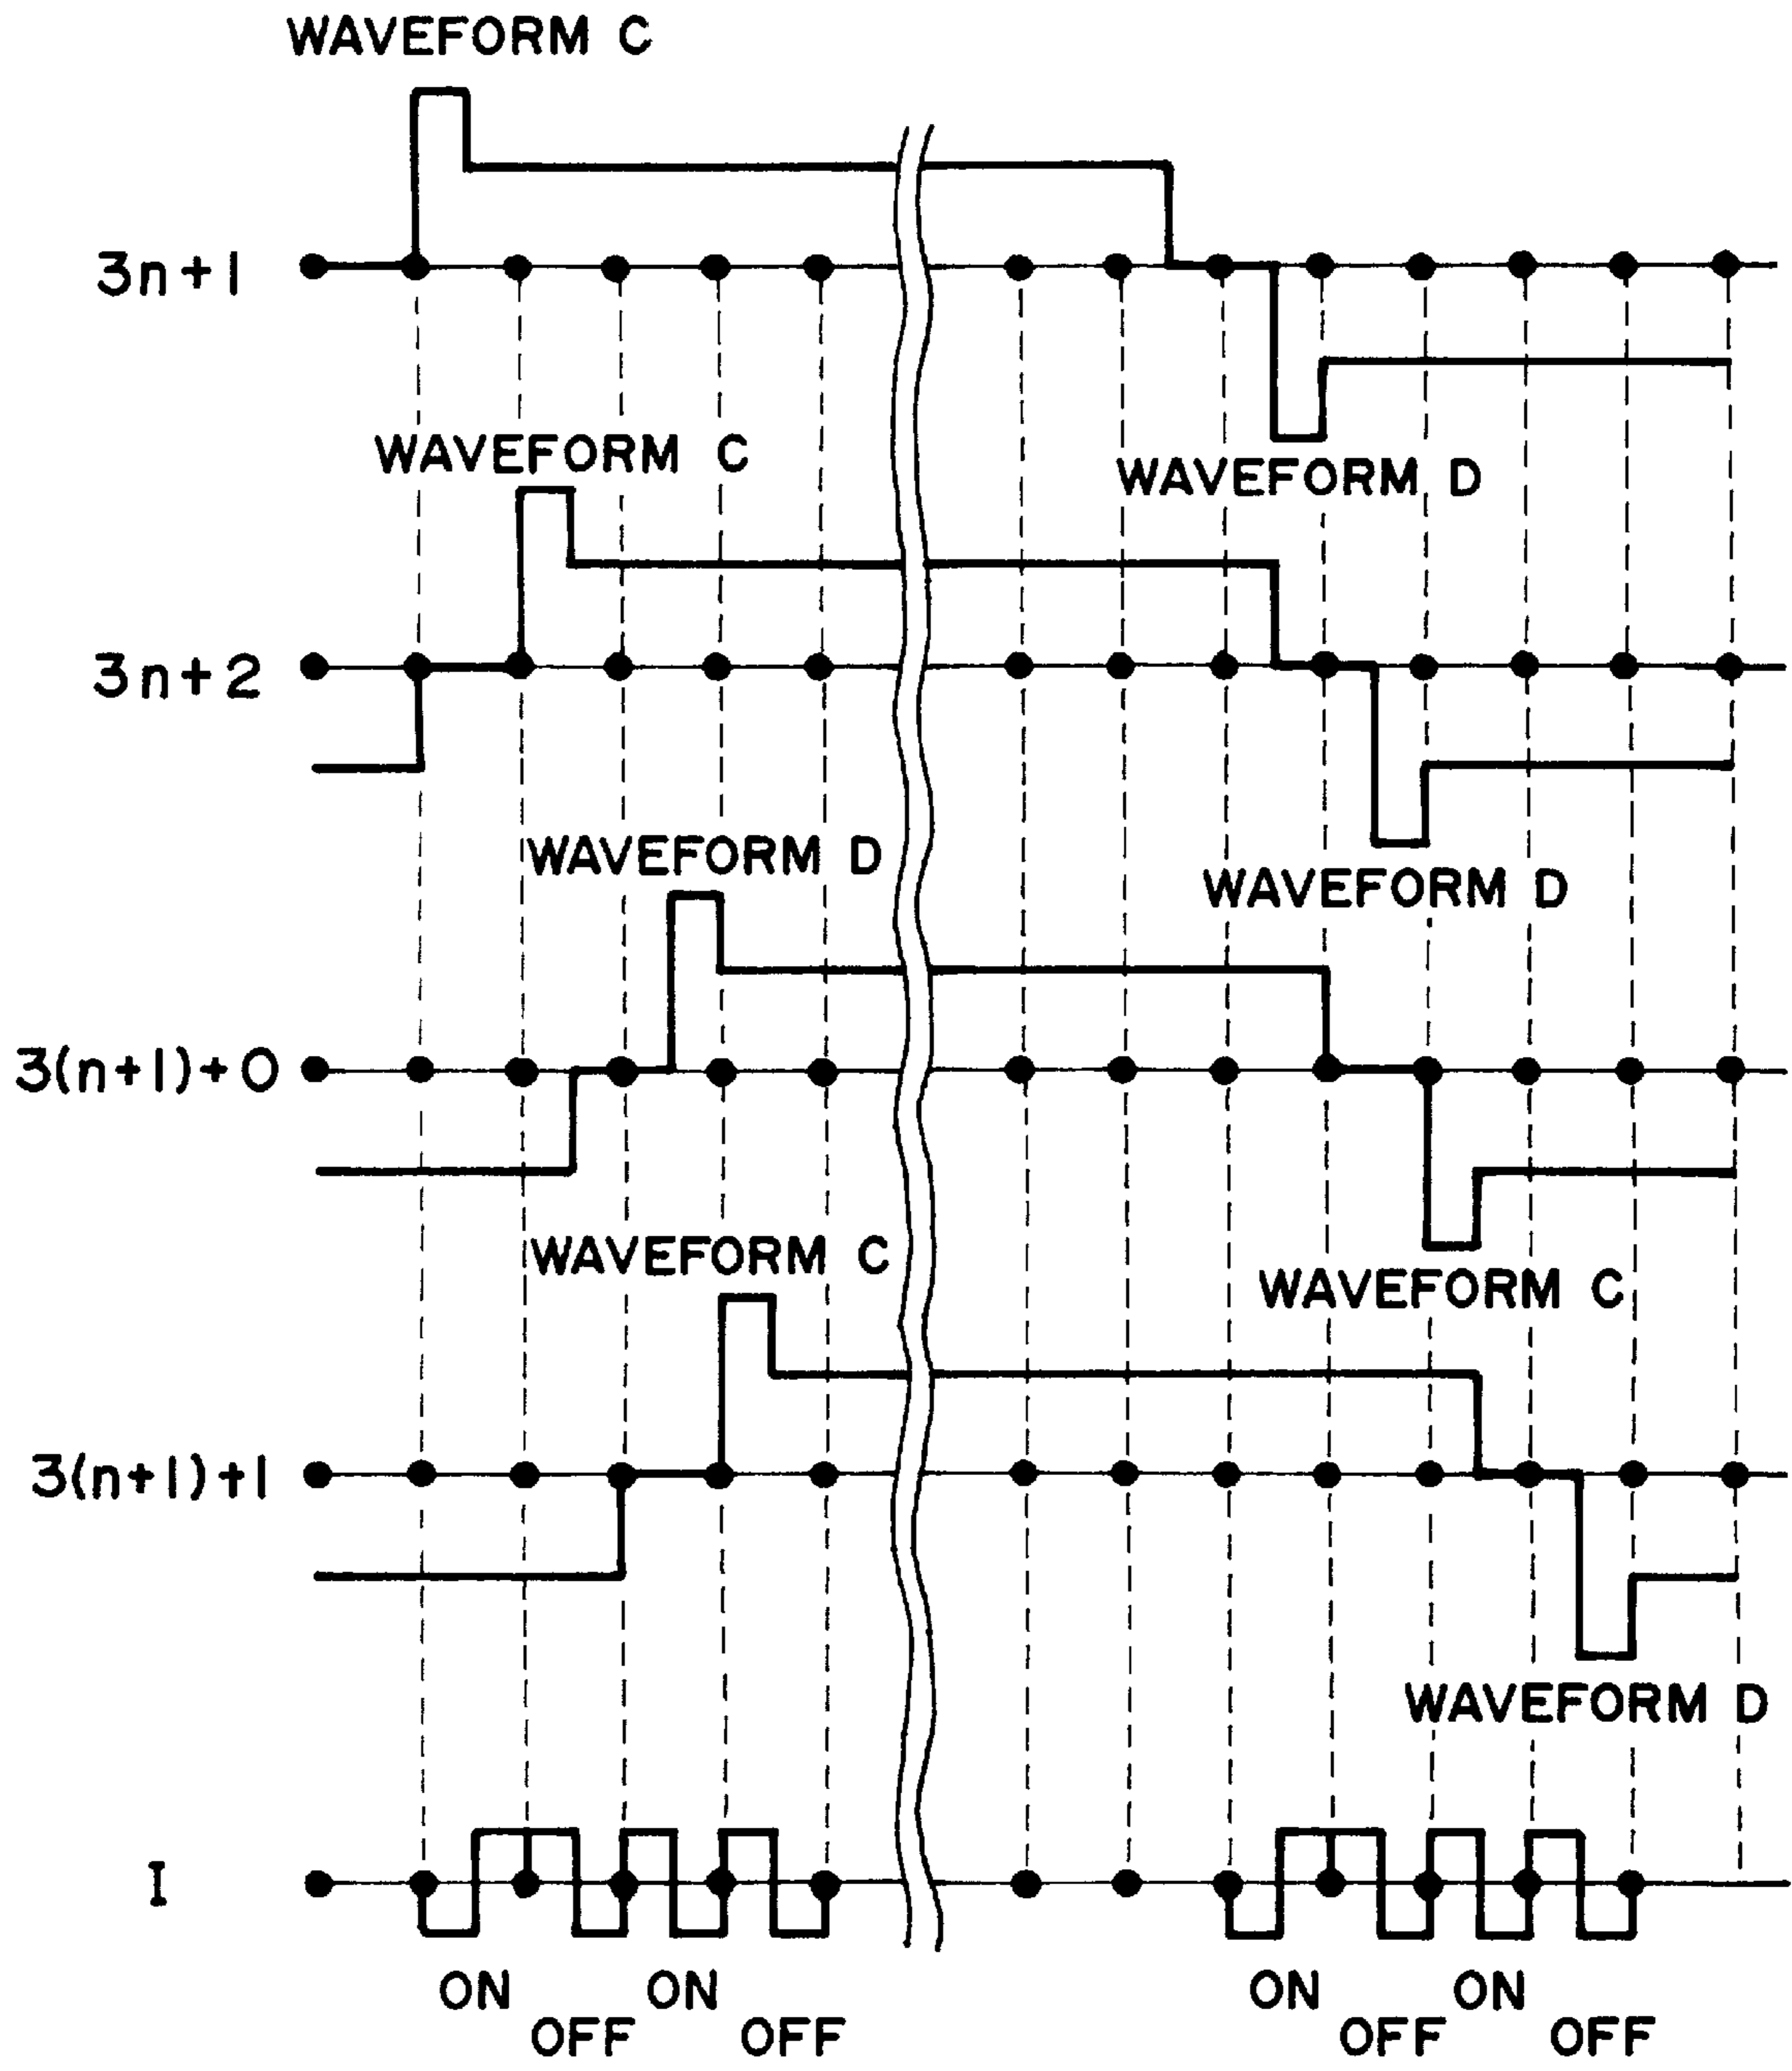 WAVEFORM C
3n+1
WAVEFORM C
WAVEFORM D
3n+2
WAVEFORM D
WAVEFORM D
3(n+1)+0
WAVEFORM C
WAVEFORM C
3(n+1)+1
WAVEFORM D
I
ON ON ON ON
OFF OFF OFF OFF